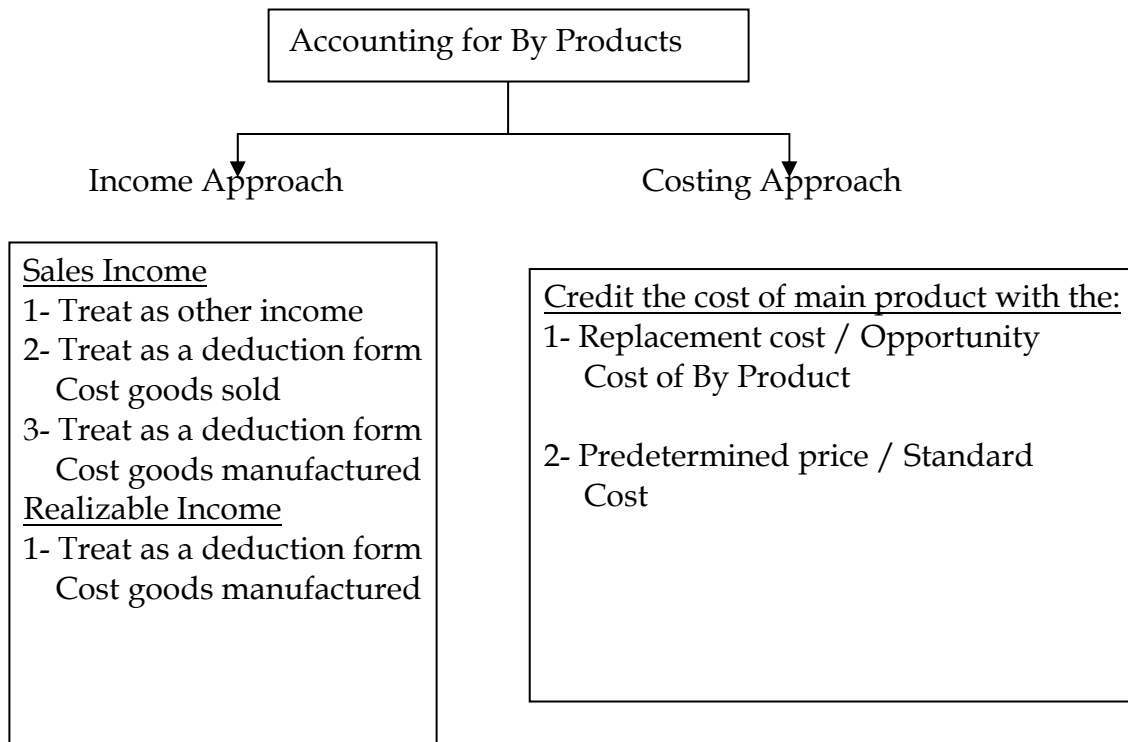 Accounting for By Products
Income Approach
Costing Approach
Sales Income
1- Treat as other income
2- Treat as a deduction form
Cost goods sold
3- Treat as a deduction form
Cost goods manufactured
Realizable Income
1- Treat as a deduction form
Cost goods manufactured
Credit the cost of main product with the:
1- Replacement cost / Opportunity
Cost of By Product
2- Predetermined price / Standard
Cost